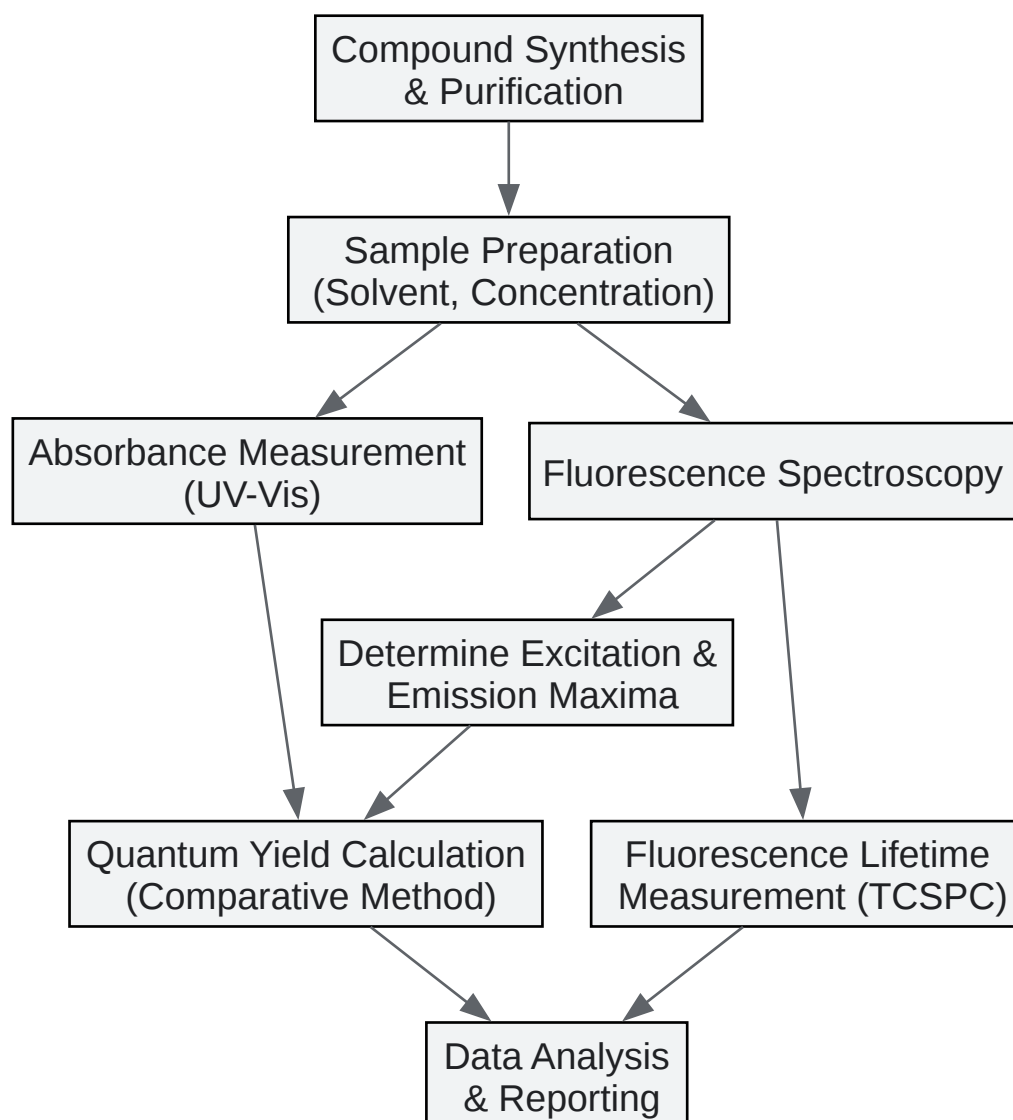 Compound Synthesis
& Purification
Sample Preparation
(Solvent, Concentration)
Absorbance Measurement
(UV-Vis)
Fluorescence Spectroscopy
Determine Excitation &
Emission Maxima
Quantum Yield Calculation
(Comparative Method)
Fluorescence Lifetime
Measurement (TCSPC)
Data Analysis
& Reporting